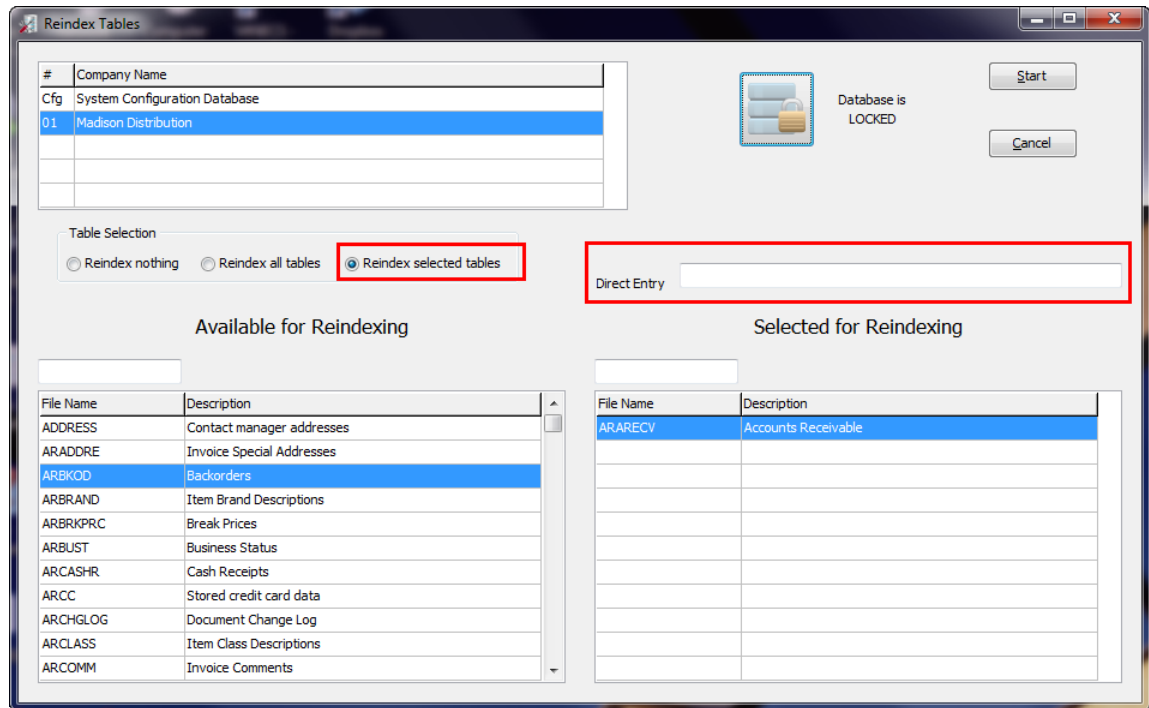 Reindex Tables
# Company Name
Cfg System Configuration Database
01 Madison Distribution
Database is
LOCKED
Start
Cancel
Table Selection
Reindex nothing Reindex all tables Reindex selected tables
Direct Entry
Available for Reindexing
Selected for Reindexing
File Name Description
ADDRESS Contact manager addresses
ARADDRE Invoice Special Addresses
ARBKOD Backorders
ARBRAND Item Brand Descriptions
ARBRKPRC Break Prices
ARBUST Business Status
ARCASHR Cash Receipts
ARCC Stored credit card data
ARCHGLOG Document Change Log
ARCLASS Item Class Descriptions
ARCOMM Invoice Comments
File Name Description
ARARECV Accounts Receivable